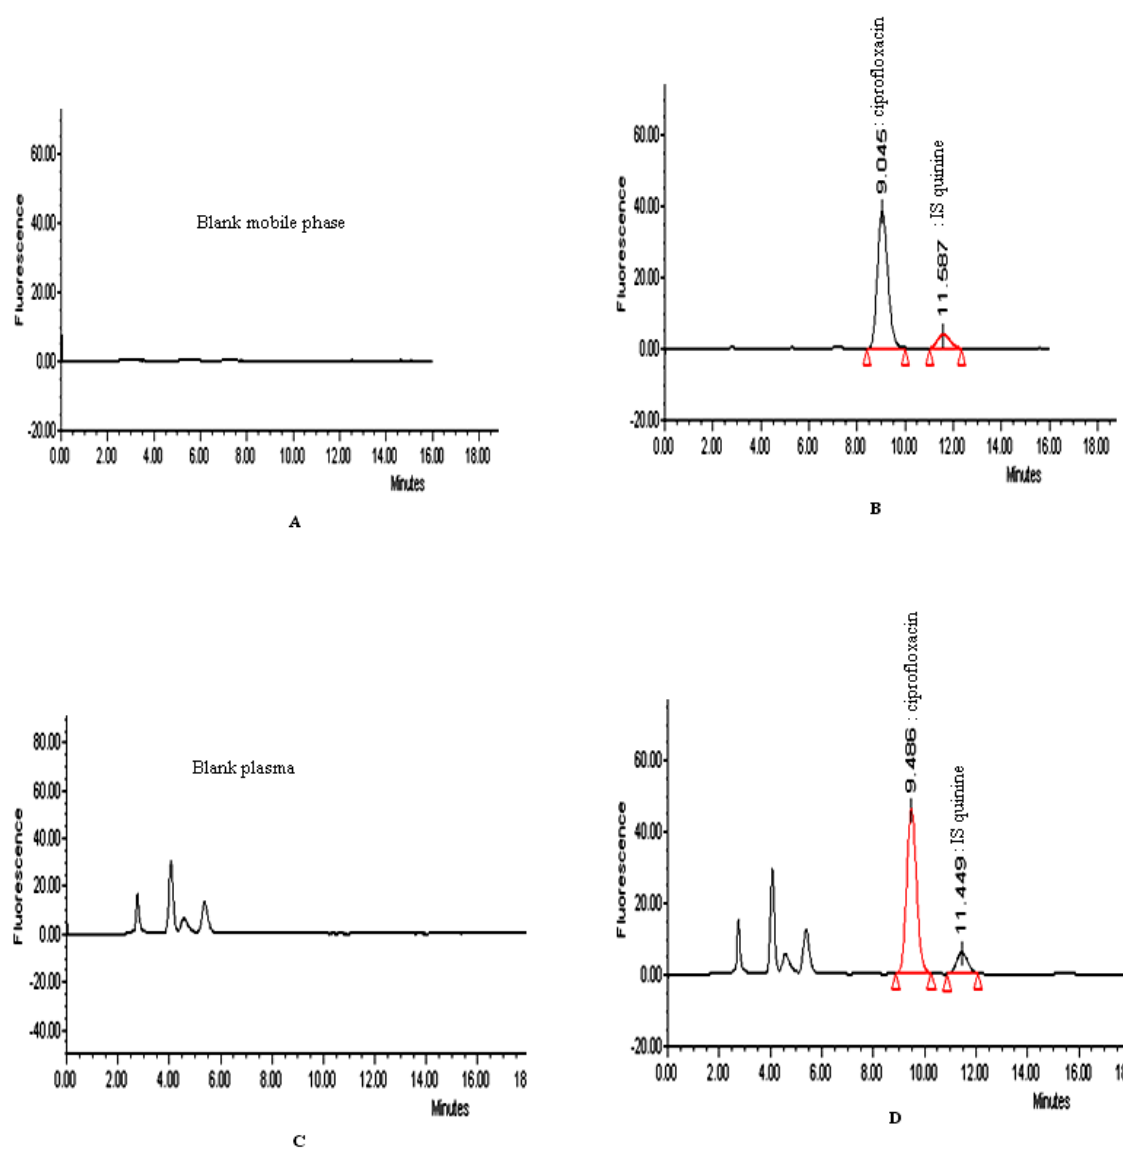 Fluorescence
60.00
40.00
20.00
0.00
-20.00
Blank mobile phase
0.00 2.00 4.00 6.00 8.00 10.00 12.00 14.00 16.00 18.00
Minutes
A
Fluorescence
60.00
40.00
20.00
0.00
-20.00
9.045 : ciprofloxacin
11.587 : IS quinine
0.00 2.00 4.00 6.00 8.00 10.00 12.00 14.00 16.00 18.00
Minutes
B
Fluorescence
80.00
60.00
40.00
20.00
0.00
-20.00
-40.00
Blank plasma
0.00 2.00 4.00 6.00 8.00 10.00 12.00 14.00 16.00 18
Minutes
C
Fluorescence
60.00
40.00
20.00
0.00
-20.00
9.486 : ciprofloxacin
11.449 : IS quinine
0.00 2.00 4.00 6.00 8.00 10.00 12.00 14.00 16.00 18
Minutes
D